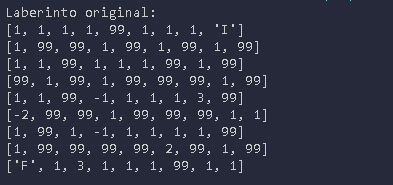 Laberinto original:
[1, 1, 1, 1, 99, 1, 1, 1, 'I']
[1, 99, 99, 1, 99, 1, 99, 1, 99]
[1, 1, 99, 1, 1, 1, 99, 1, 99]
[99, 1, 99, 1, 99, 99, 99, 1, 99]
[1, 1, 99, -1, 1, 1, 1, 3, 99]
[-2, 99, 99, 1, 99, 99, 99, 1, 1]
[1, 99, 1, -1, 1, 1, 1, 1, 99]
[1, 99, 99, 99, 99, 2, 99, 1, 99]
['F', 1, 3, 1, 1, 1, 99, 1, 1]